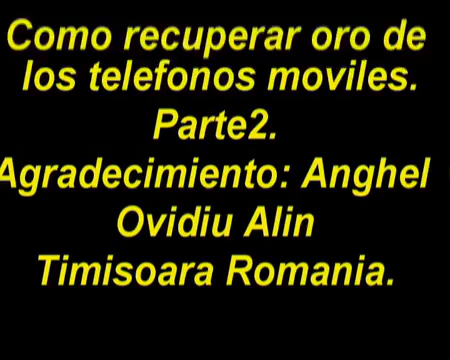 Como recuperar oro de
los telefonos moviles.
Parte2.
Agradecimiento: Anghel
Ovidiu Alin
Timisoara Romania.